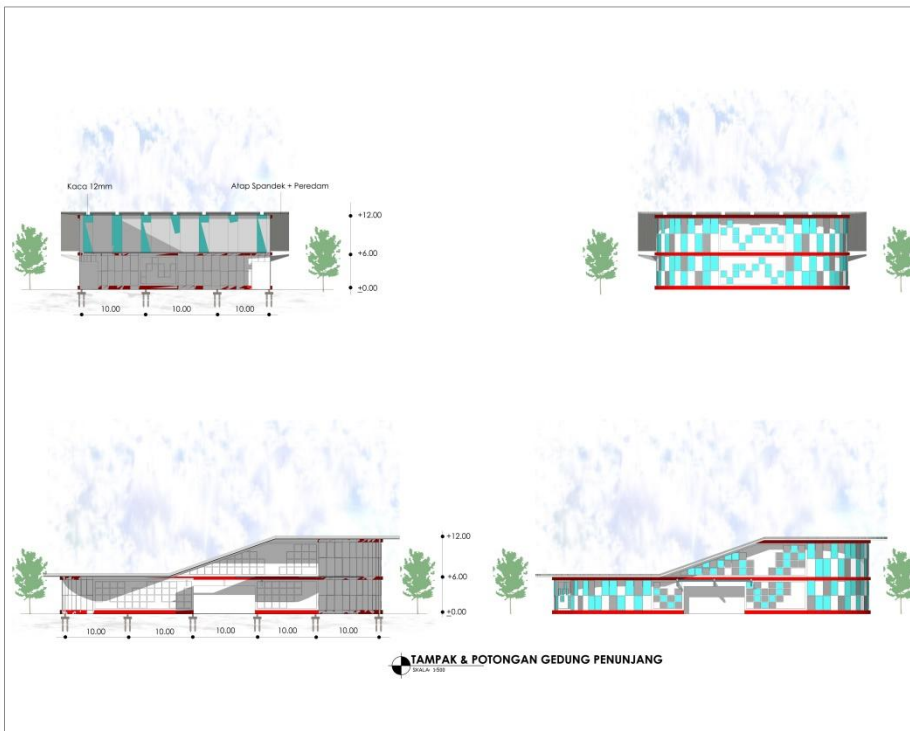 Kaca 12mm
Atap Spandek + Peredam
+12.00
+6.00
+0.00
10.00 10.00 10.00
+12.00
+6.00
+0.00
10.00 10.00 10.00 10.00 10.00
TAMPAK & POTONGAN GEDUNG PENUNJANG
SKALA